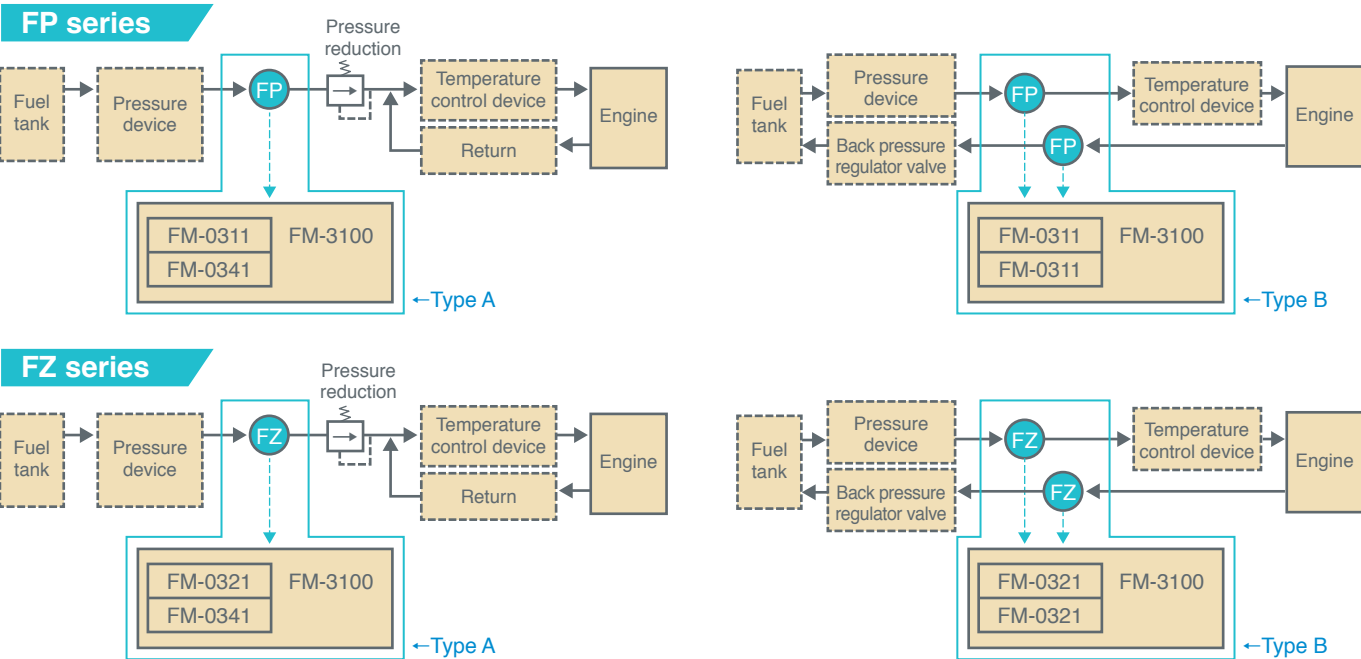 FP series
Pressure
reduction
Fuel
tank
Pressure
device
FP
Temperature
control device
Return
Engine
FM-0311
FM-3100
FM-0341
←Type A
Fuel
tank
Pressure
device
Back pressure
regulator valve
FP
FP
Temperature
control device
Engine
FM-0311
FM-3100
FM-0311
←Type B
FZ series
Pressure
reduction
Fuel
tank
Pressure
device
FZ
Temperature
control device
Return
Engine
FM-0321
FM-3100
FM-0341
←Type A
Fuel
tank
Pressure
device
Back pressure
regulator valve
FZ
FZ
Temperature
control device
Engine
FM-0321
FM-3100
FM-0321
←Type B